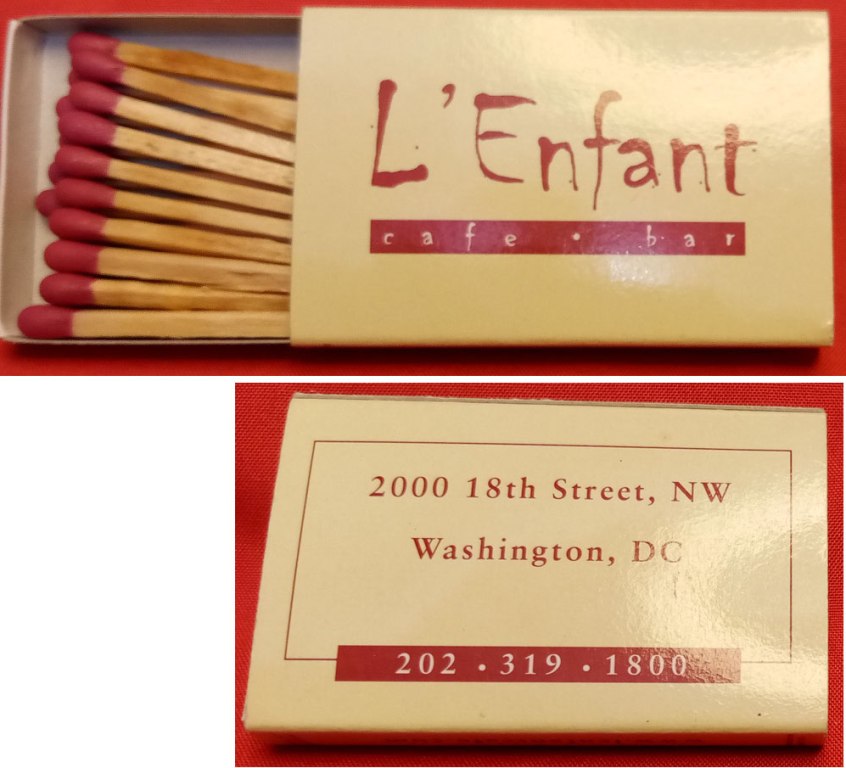 L'Enfant
cafe • bar
2000 18th Street, NW
Washington, DC
202 • 319 • 1800